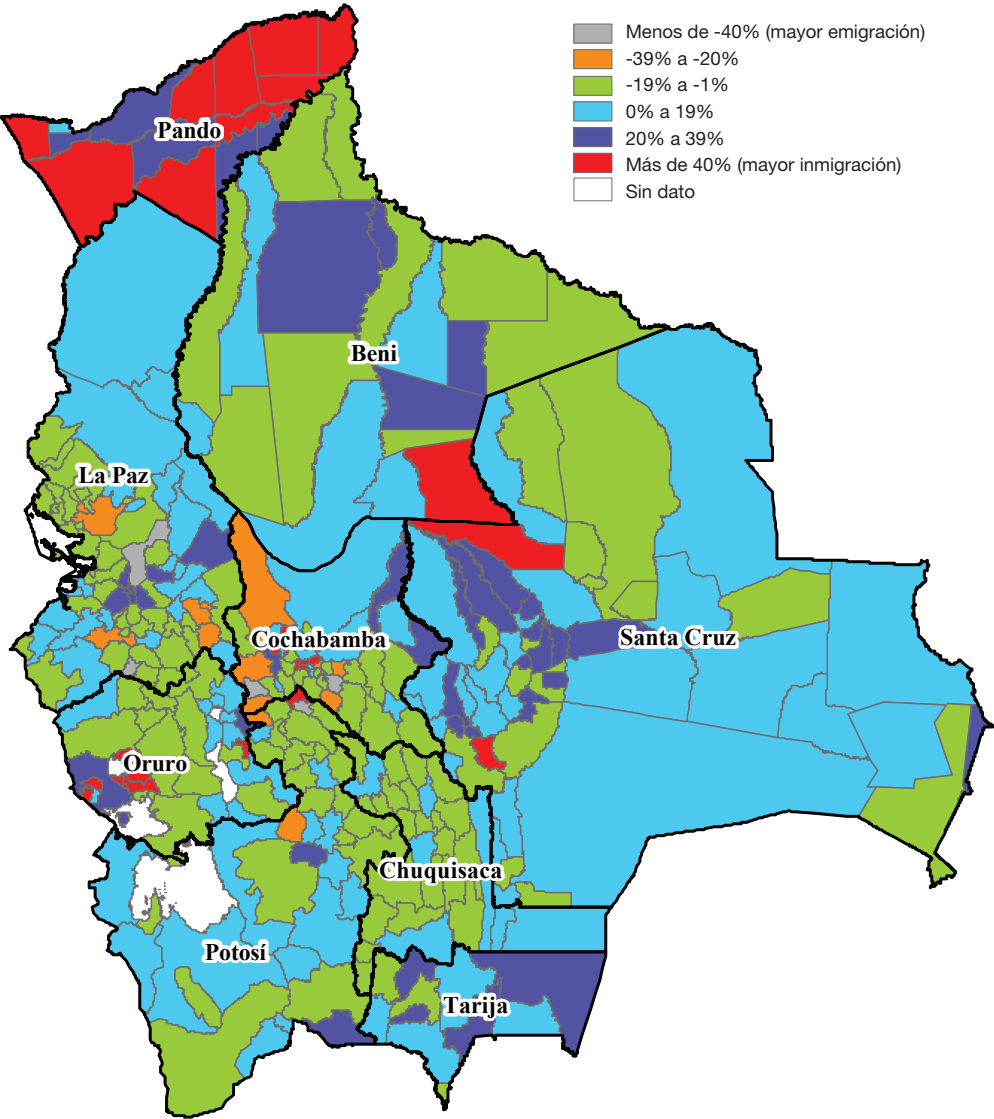 Menos de -40% (mayor emigración)
-39% a -20%
-19% a -1%
0% a 19%
20% a 39%
Más de 40% (mayor inmigración)
Sin dato
Pando
Beni
La Paz
Cochabamba
Santa Cruz
Oruro
Chuquisaca
Potosí
Tarija